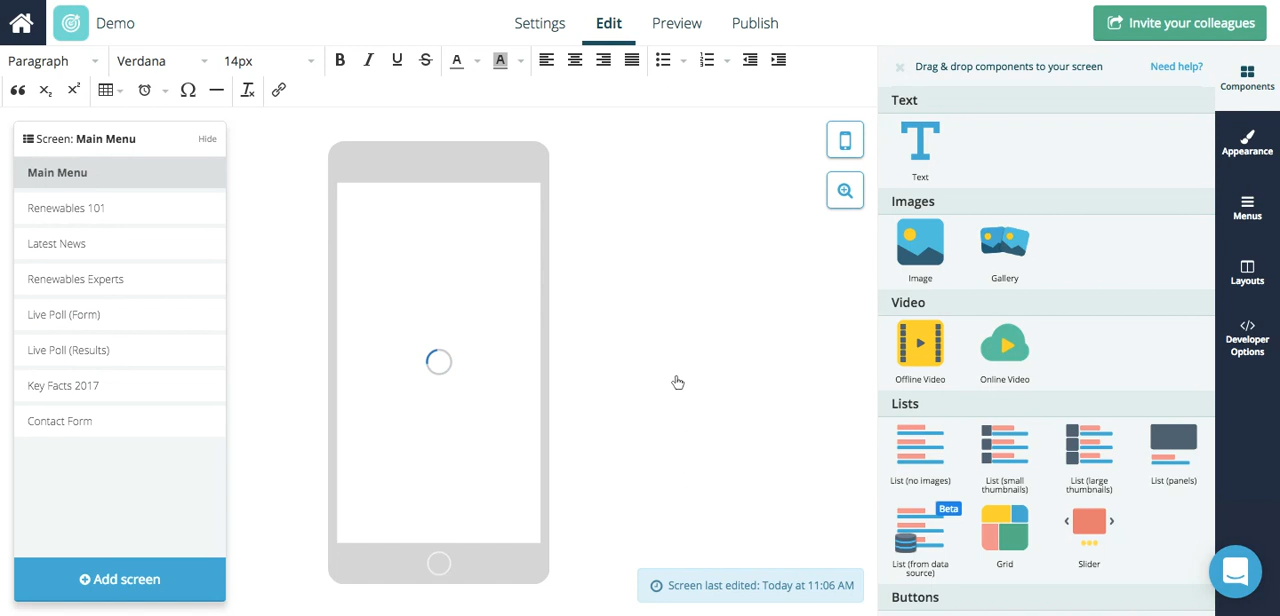 Demo
Settings Edit Preview Publish
Invite your colleagues
Paragraph Verdana 14px
B I U S A A
X₂ X²
Drag & drop components to your screen Need help?
Components
Appearance
Menus
Layouts
Developer
Options
Screen: Main Menu Hide
Main Menu
Renewables 101
Latest News
Renewables Experts
Live Poll (Form)
Live Poll (Results)
Key Facts 2017
Contact Form
Add screen
Screen last edited: Today at 11:06 AM
Text
Text
Images
Image Gallery
Video
Offline Video Online Video
Lists
List (no images) List (small thumbnails) List (large thumbnails) List (panels)
Beta
List (from data source) Grid Slider
Buttons